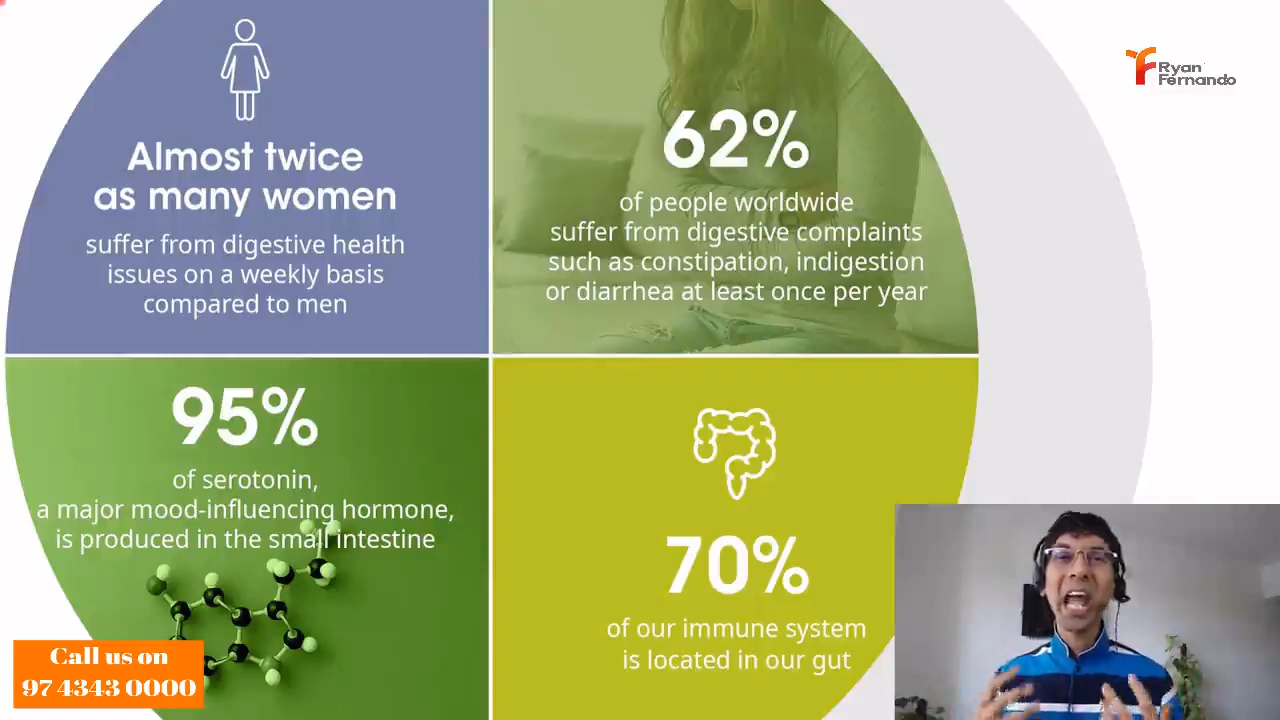 Almost twice
as many women
suffer from digestive health
issues on a weekly basis
compared to men
62%
of people worldwide
suffer from digestive complaints
such as constipation, indigestion
or diarrhea at least once per year
95%
of serotonin,
a major mood-influencing hormone,
is produced in the small intestine
70%
of our immune system
is located in our gut
Ryan
Fernando
Call us on
97 4343 0000